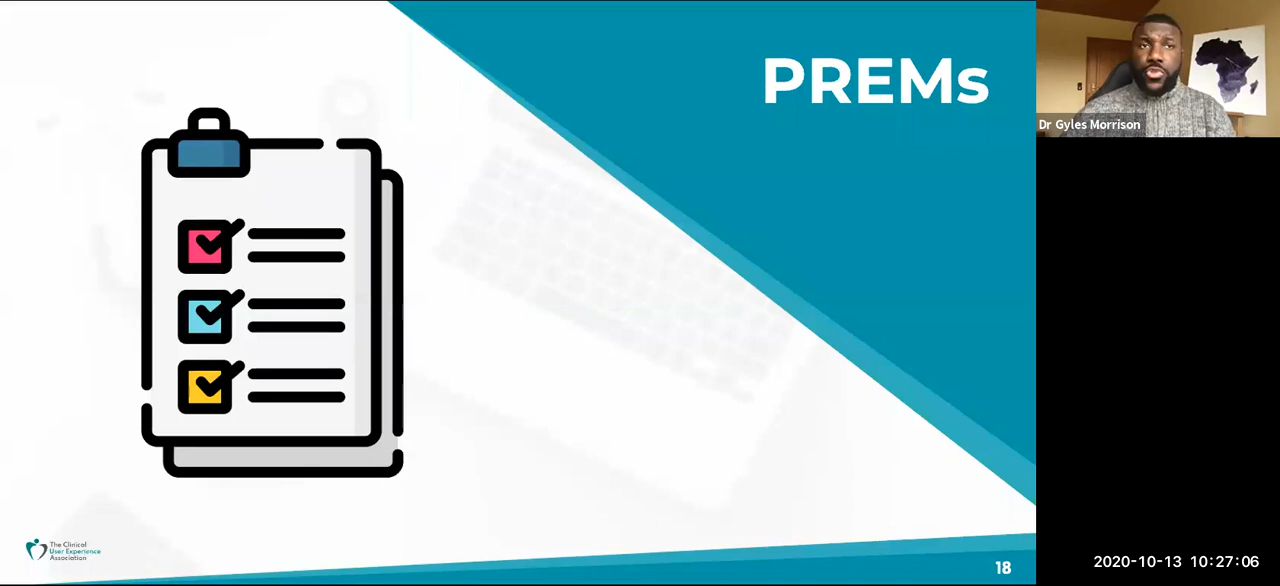 PREMs
Dr Gyles Morrison
The Clinical
User Experience
Association
18
2020-10-13 10:27:06